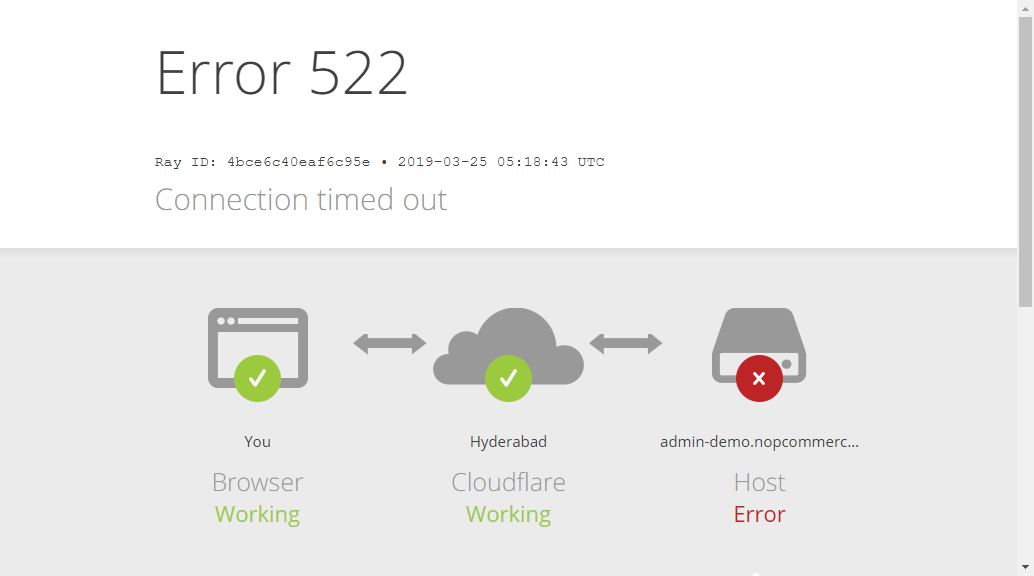 Error 522
Ray ID: 4bce6c40eaf6c95e • 2019-03-25 05:18:43 UTC
Connection timed out
You
Hyderabad
admin-demo.nopcommerc...
Browser
Cloudflare
Host
Working
Working
Error